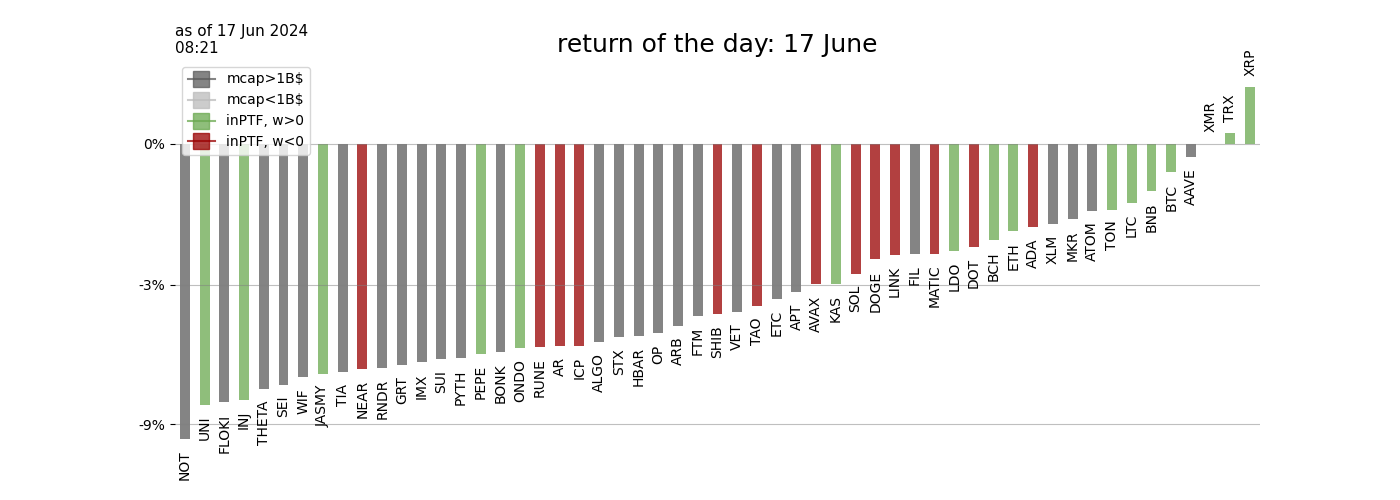 as of 17 Jun 2024
08:21
return of the day: 17 June
mcap>1B$
mcap<1B$
inPTF, w>0
inPTF, w<0
0%
-3%
-9%
NOT
UNI
FLOKI
INJ
THETA
SEI
WIF
JASMY
TIA
NEAR
RNDR
GRT
IMX
SUI
PYTH
PEPE
BONK
ONDO
RUNE
AR
ICP
ALGO
STX
HBAR
OP
ARB
FTM
SHIB
VET
TAO
ETC
APT
AVAX
KAS
SOL
DOGE
LINK
FIL
MATIC
LDO
DOT
BCH
ETH
ADA
XLM
MKR
ATOM
TON
LTC
BNB
BTC
AAVE
XMR
TRX
XRP